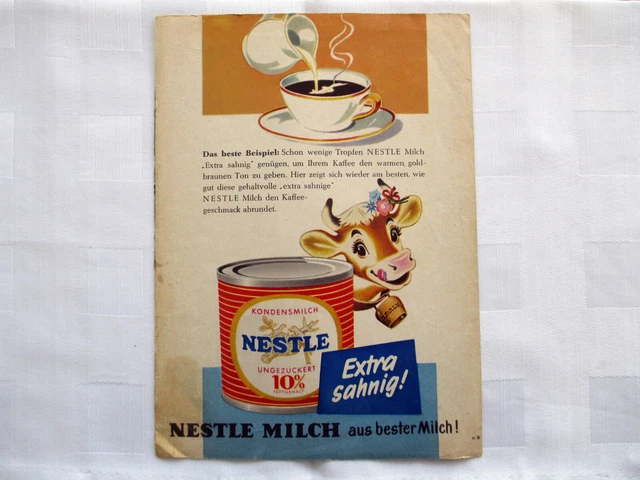 Das beste Beispiel: Schon wenige Tropfen NESTLE Milch
„Extra sahnig" genügen, um Ihrem Kaffee den warmen, gold-
braunen Ton zu geben. Hier zeigt sich wieder am besten, wie
gut diese gehaltvolle „extra sahnige"
NESTLE Milch den Kaffee-
geschmack abrundet.
KONDENSMILCH
NESTLE
UNGEZUCKERT
10%
FETTGEHALT
Extra
sahnig!
NESTLE MILCH aus bester Milch!